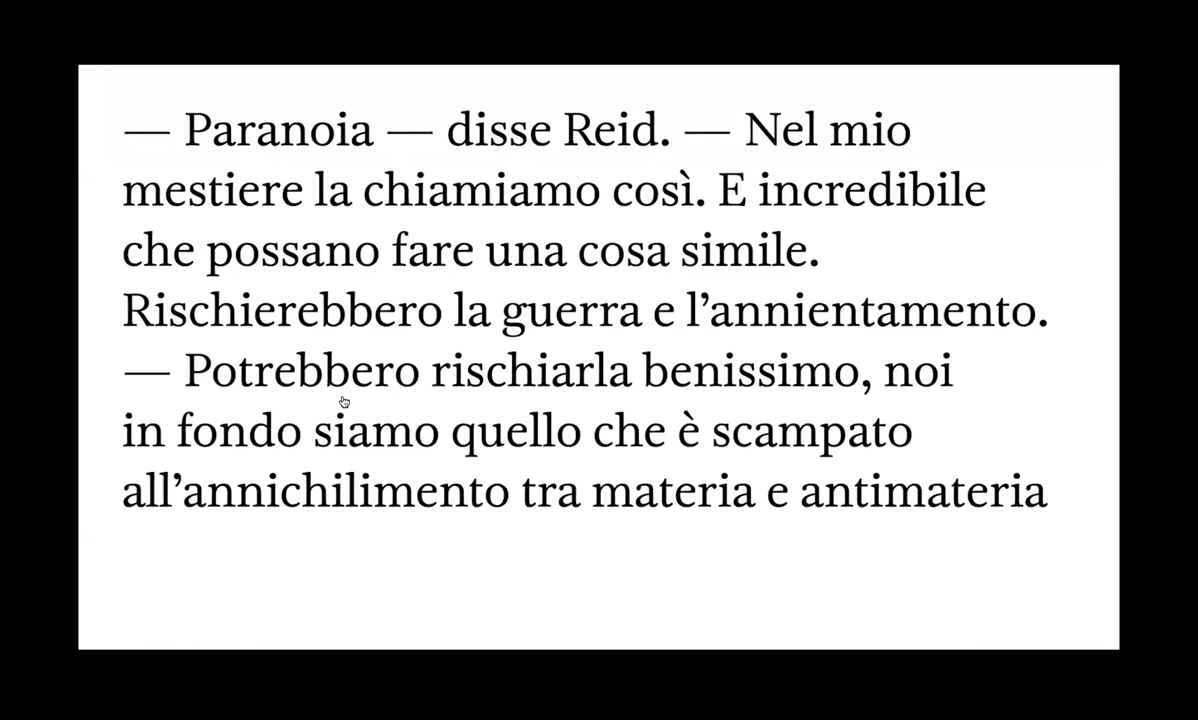 — Paranoia — disse Reid. — Nel mio
mestiere la chiamiamo così. E incredibile
che possano fare una cosa simile.
Rischierebbero la guerra e l’annientamento.
— Potrebbero rischiarla benissimo, noi
in fondo siamo quello che è scampato
all’annichilimento tra materia e antimateria